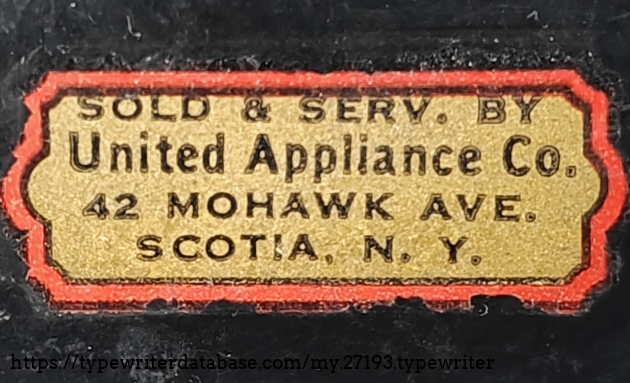 SOLD & SERV. BY
United Appliance Co.
42 MOHAWK AVE.
SCOTIA, N. Y.
https://typewriterdatabase.com/my.27193.typewriter